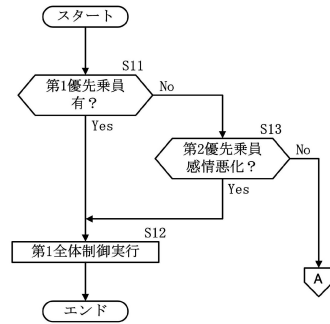 スタート
S11
第1優先乗員
有？
No
Yes
S13
第2優先乗員
感情悪化？
No
Yes
S12
第1全体制御実行
A
エンド